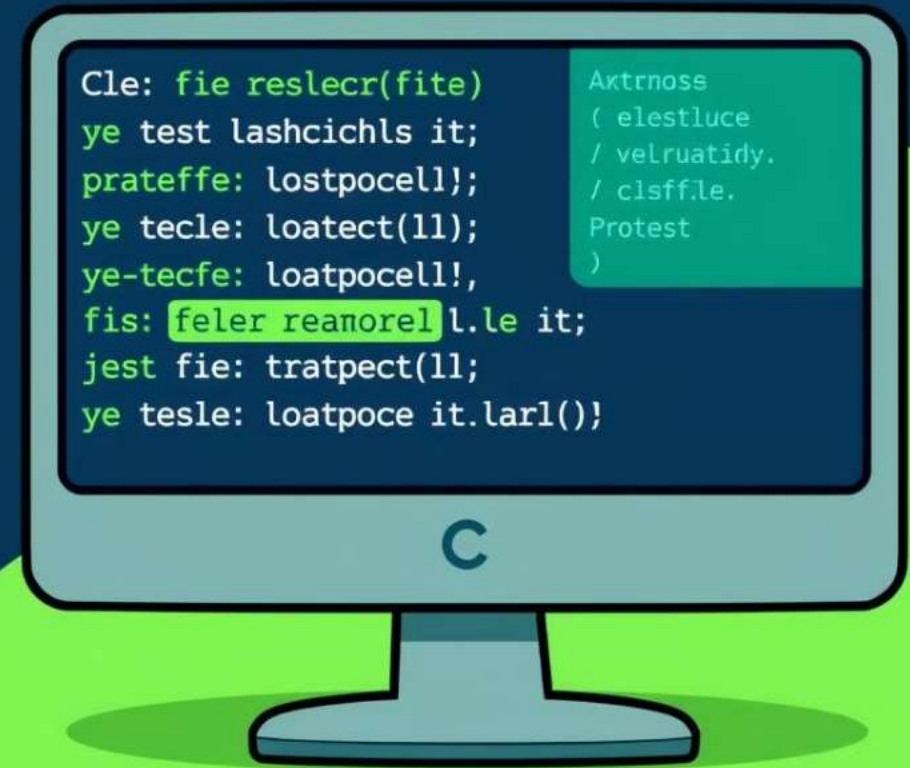 Cle: fie reslecr(fite)
ye test lashcichls it;
prateffe: lostpocell!;
ye tecle: loatect(ll);
ye-tecfe: loatpocell!,
fis: feler reamorel l.le it;
jest fie: tratpect(ll;
ye tesle: loatpoce it.larl()!
Axtrnose
( elestluce
/ velruatidy.
/ clsff.le.
Protest
)
C